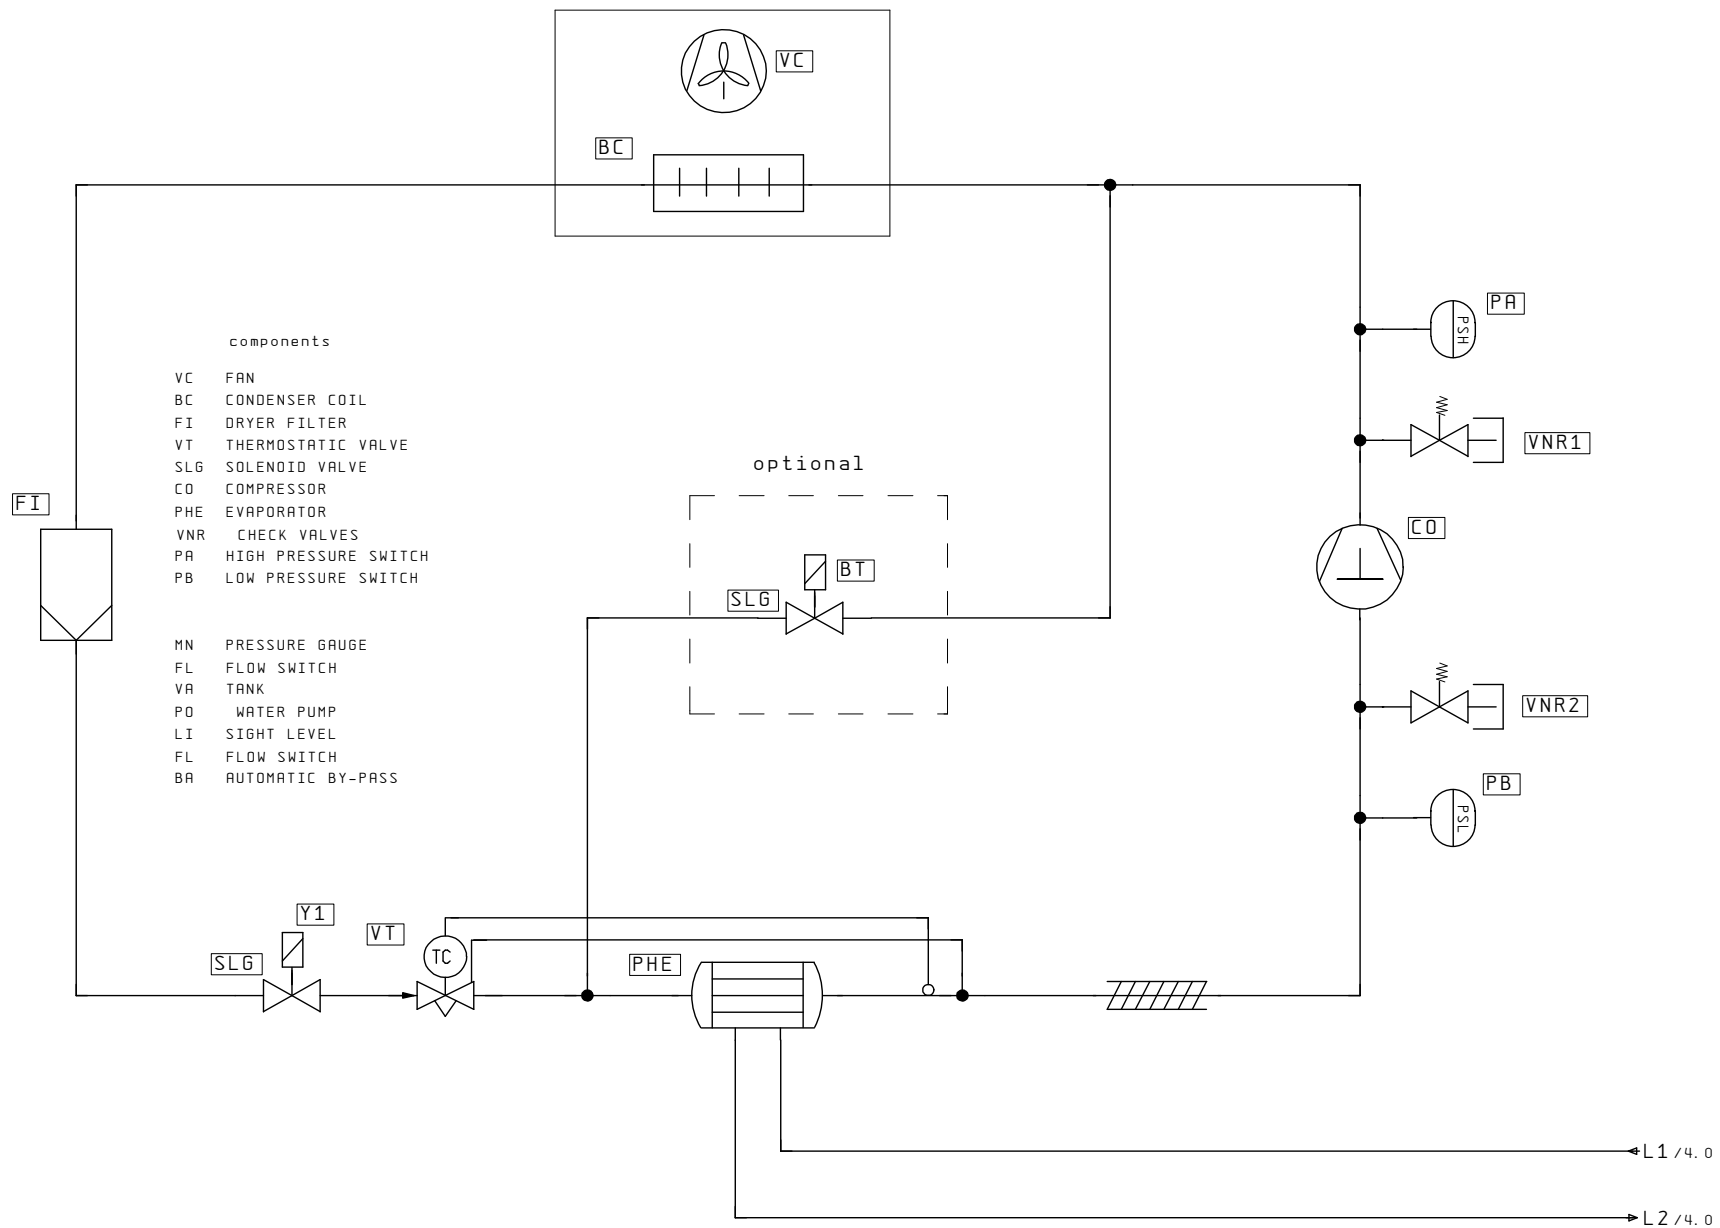 VC
BC
PA
PSH
components
VC FAN
BC CONDENSER COIL
FI DRYER FILTER
VT THERMOSTATIC VALVE
SLG SOLENOID VALVE
CO COMPRESSOR
PHE EVAPORATOR
VNR CHECK VALVES
PA HIGH PRESSURE SWITCH
PB LOW PRESSURE SWITCH
MN PRESSURE GAUGE
FL FLOW SWITCH
VA TANK
PO WATER PUMP
LI SIGHT LEVEL
FL FLOW SWITCH
BA AUTOMATIC BY-PASS
VNR1
optional
FI
CO
BT
SLG
VNR2
PB
PSL
Y1
VT
TC
SLG
PHE
L1 /4.0
L2 /4.0